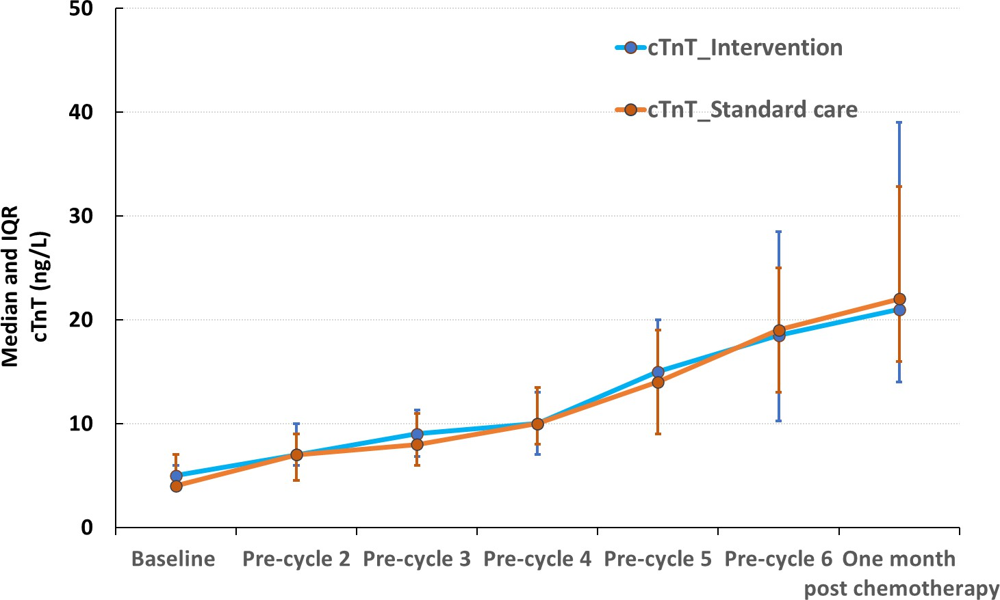 50
40
30
20
10
0
Median and IQR
cTnT (ng/L)
cTnT_Intervention
cTnT_Standard care
Baseline
Pre-cycle 2
Pre-cycle 3
Pre-cycle 4
Pre-cycle 5
Pre-cycle 6
One month
post chemotherapy